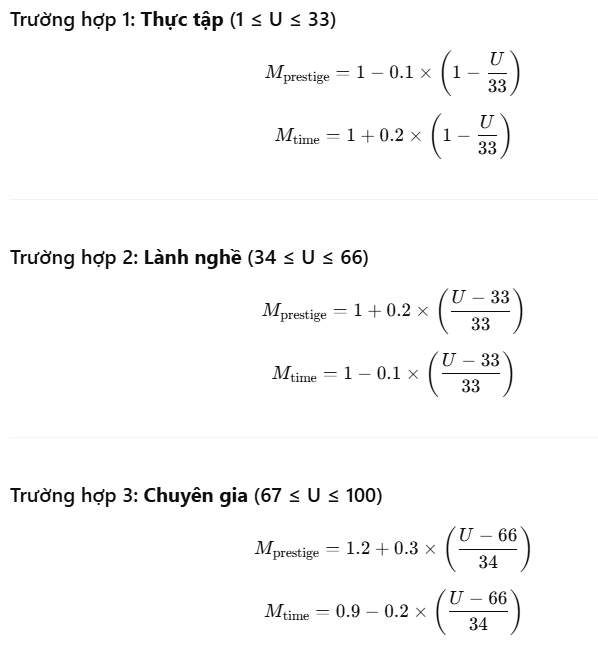 Trường hợp 1: Thực tập (1 ≤ U ≤ 33)
M_prestige = 1 − 0.1 × (1 − U/33)
M_time = 1 + 0.2 × (1 − U/33)
Trường hợp 2: Lành nghề (34 ≤ U ≤ 66)
M_prestige = 1 + 0.2 × ((U − 33)/33)
M_time = 1 − 0.1 × ((U − 33)/33)
Trường hợp 3: Chuyên gia (67 ≤ U ≤ 100)
M_prestige = 1.2 + 0.3 × ((U − 66)/34)
M_time = 0.9 − 0.2 × ((U − 66)/34)